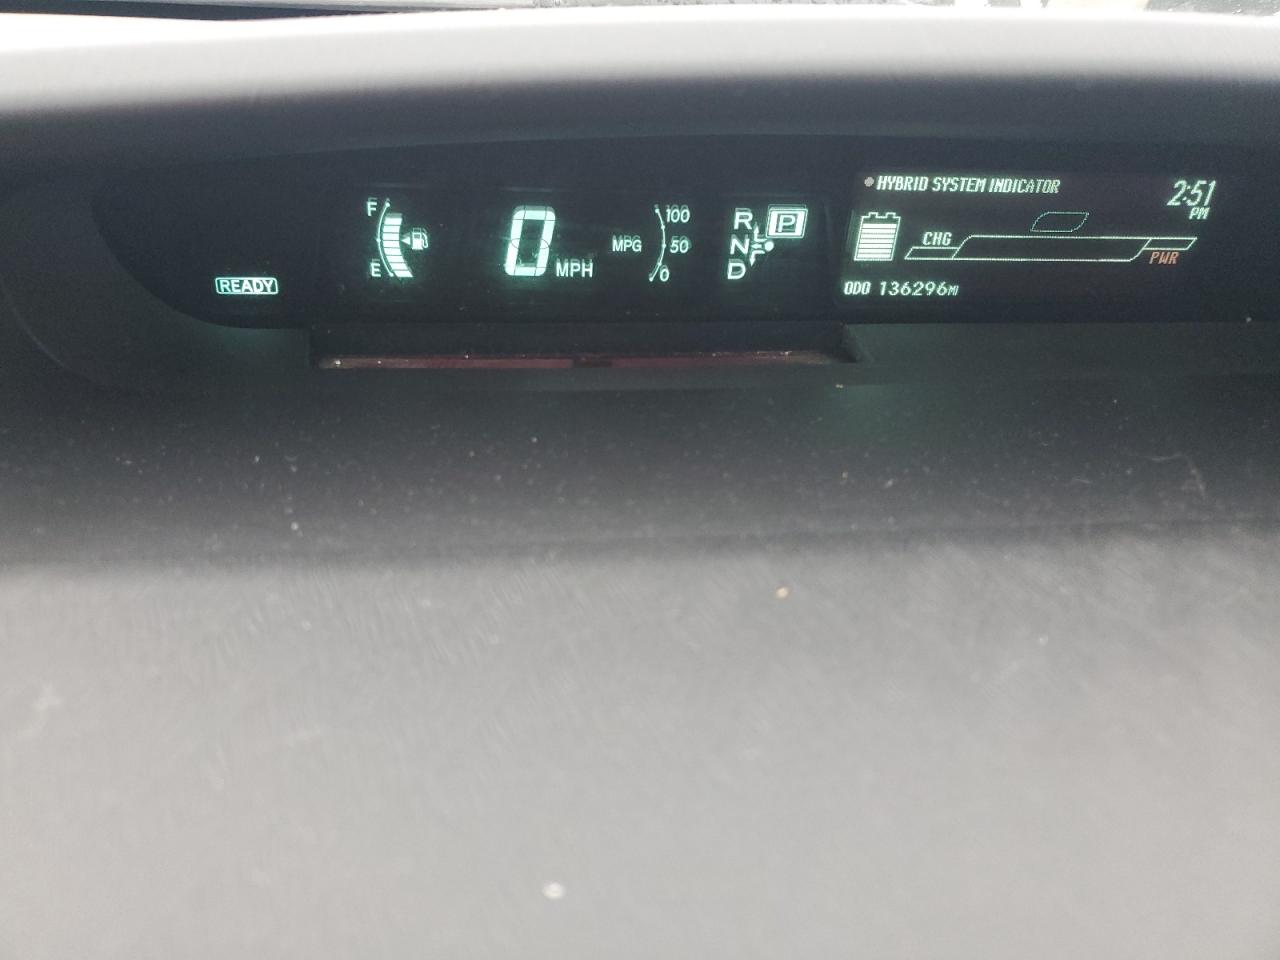 HYBRID SYSTEM INDICATOR
2:51
PM
F
E
READY
0
MPH
MPG
100
50
0
R
N
D
P
CHG
PWR
ODO 136296MI